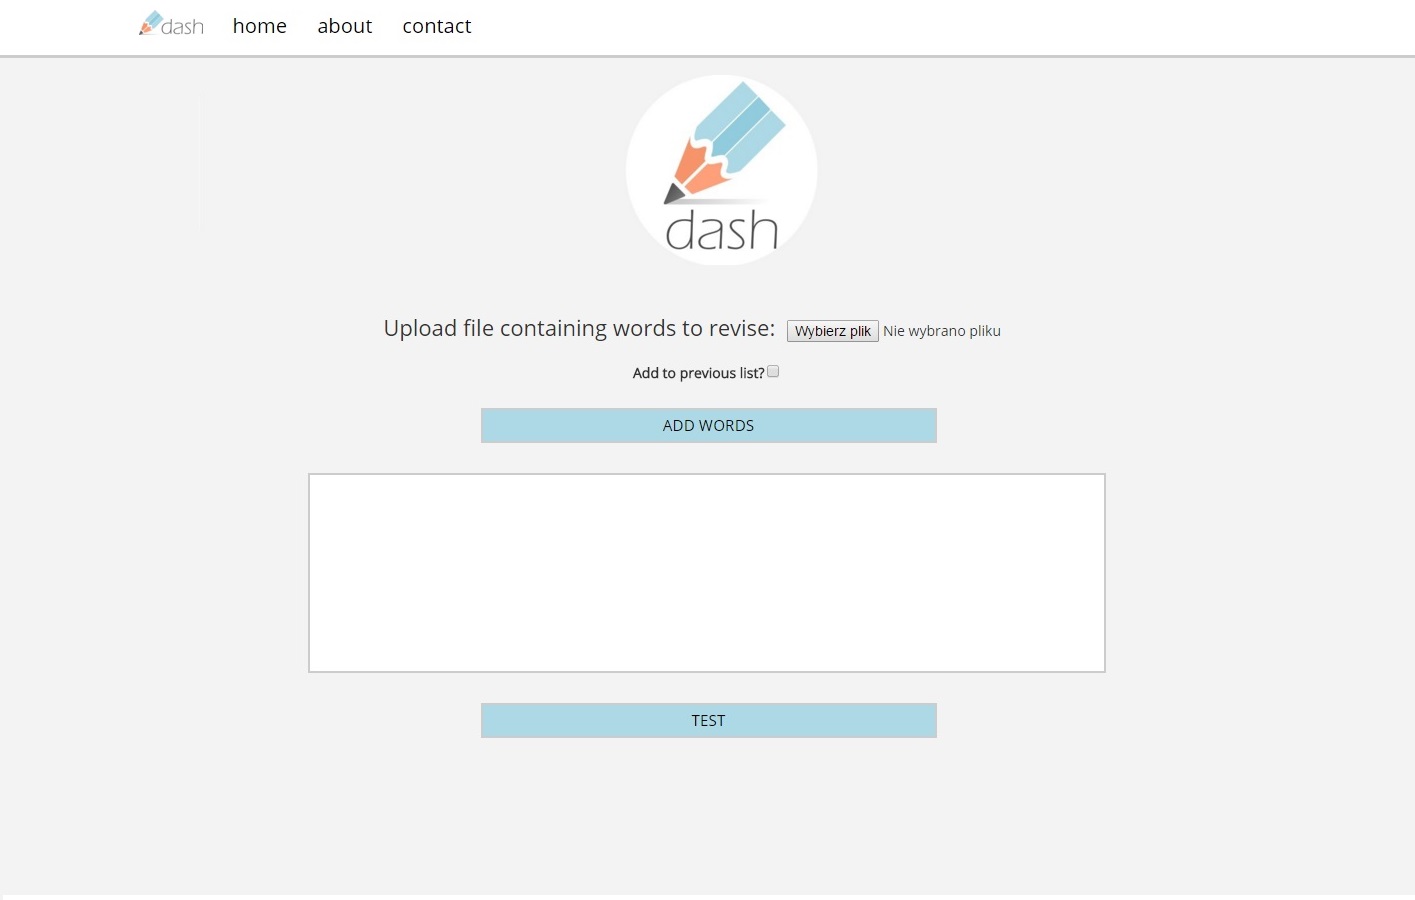 dash home about contact
dash
Upload file containing words to revise: Wybierz plik Nie wybrano pliku
Add to previous list?
ADD WORDS
TEST